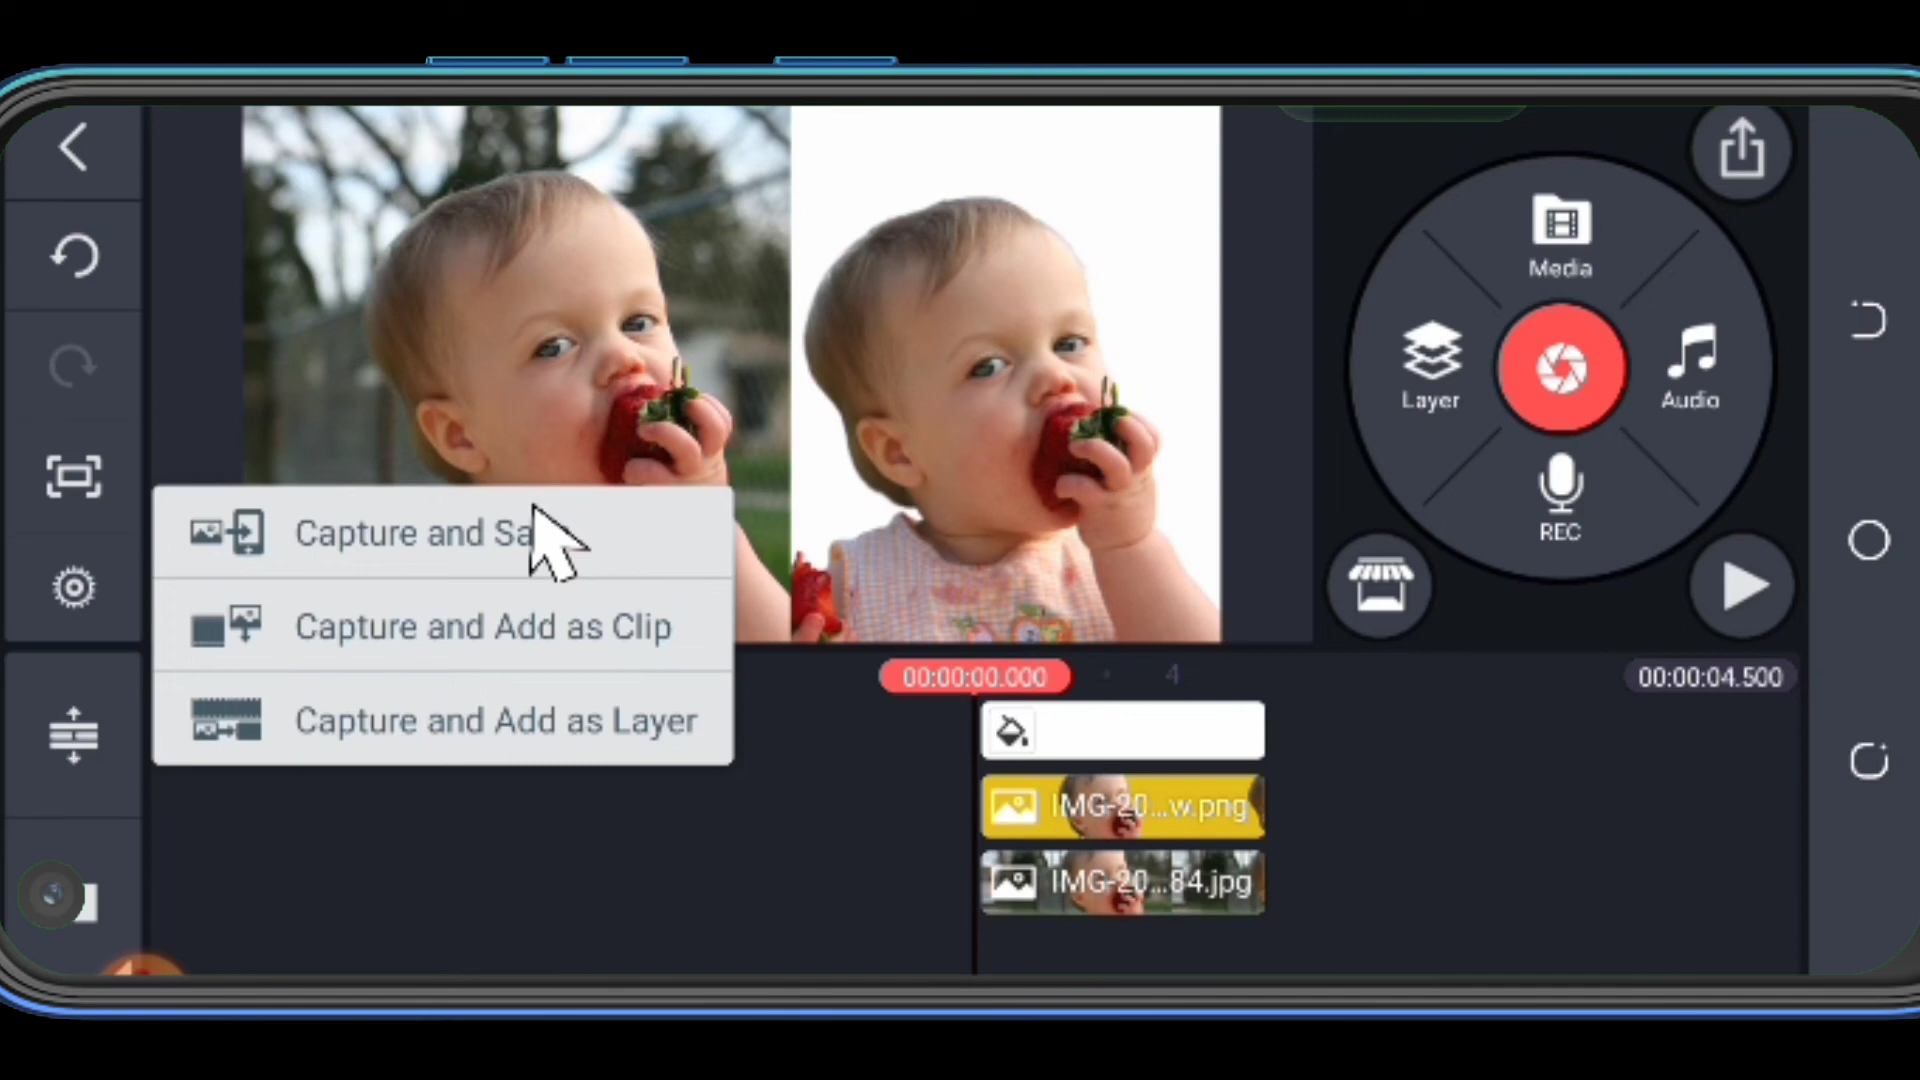 Media
Layer
Audio
REC
Capture and Sa
Capture and Add as Clip
Capture and Add as Layer
00:00:00.000
4
00:00:04.500
IMG-20...w.png
IMG-20...84.jpg